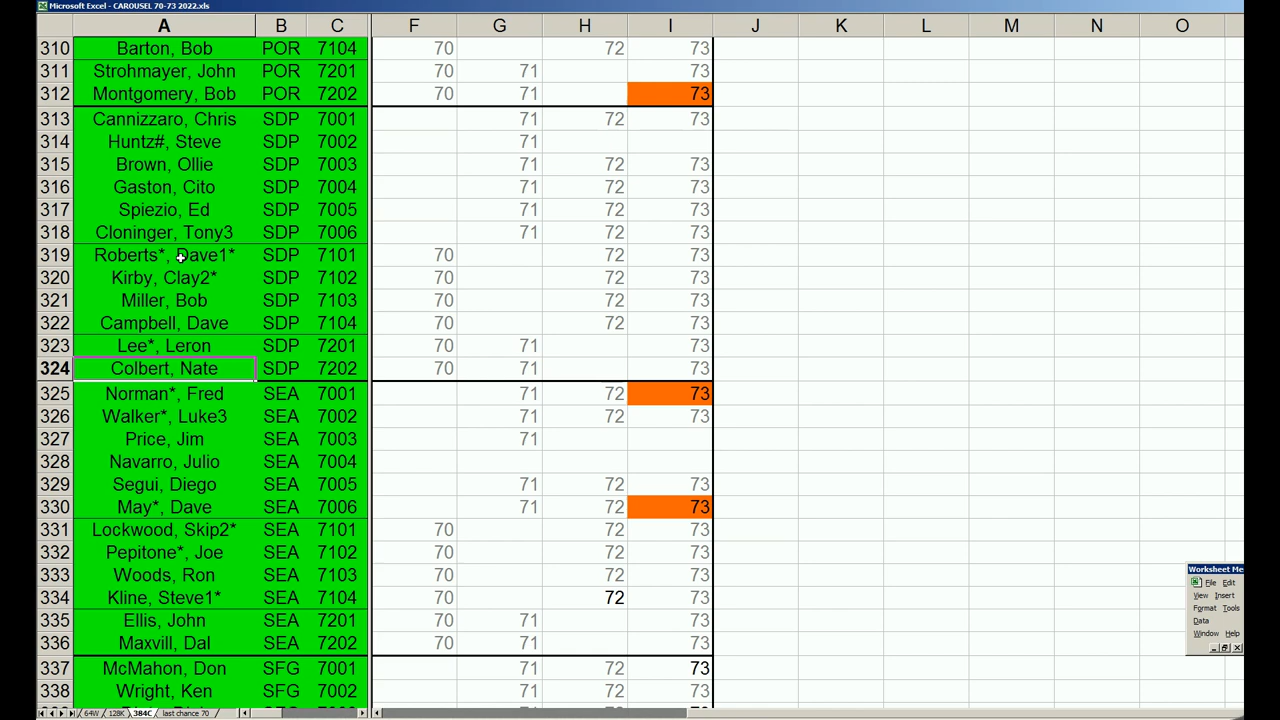 Microsoft Excel - CAROUSEL 70-73 2022.xls
A B C F G H I J K L M N O
310 Barton, Bob POR 7104 70 72 73
311 Strohmayer, John POR 7201 70 71 73
312 Montgomery, Bob POR 7202 70 71 73
313 Cannizzaro, Chris SDP 7001 71 72 73
314 Huntz#, Steve SDP 7002 71
315 Brown, Ollie SDP 7003 71 72 73
316 Gaston, Cito SDP 7004 71 72 73
317 Spiezio, Ed SDP 7005 71 72 73
318 Cloninger, Tony3 SDP 7006 71 72 73
319 Roberts*, Dave1* SDP 7101 70 72 73
320 Kirby, Clay2* SDP 7102 70 72 73
321 Miller, Bob SDP 7103 70 72 73
322 Campbell, Dave SDP 7104 70 72 73
323 Lee*, Leron SDP 7201 70 71 73
324 Colbert, Nate SDP 7202 70 71 73
325 Norman*, Fred SEA 7001 71 72 73
326 Walker*, Luke3 SEA 7002 71 72 73
327 Price, Jim SEA 7003 71
328 Navarro, Julio SEA 7004
329 Segui, Diego SEA 7005 71 72 73
330 May*, Dave SEA 7006 71 72 73
331 Lockwood, Skip2* SEA 7101 70 72 73
332 Pepitone*, Joe SEA 7102 70 72 73
333 Woods, Ron SEA 7103 70 72 73
334 Kline, Steve1* SEA 7104 70 72 73
335 Ellis, John SEA 7201 70 71 73
336 Maxvill, Dal SEA 7202 70 71 73
337 McMahon, Don SFG 7001 71 72 73
338 Wright, Ken SFG 7002 71 72 73
Worksheet Me
File Edit
View Insert
Format Tools
Data
Window Help
64W 128K 384C last chance 70